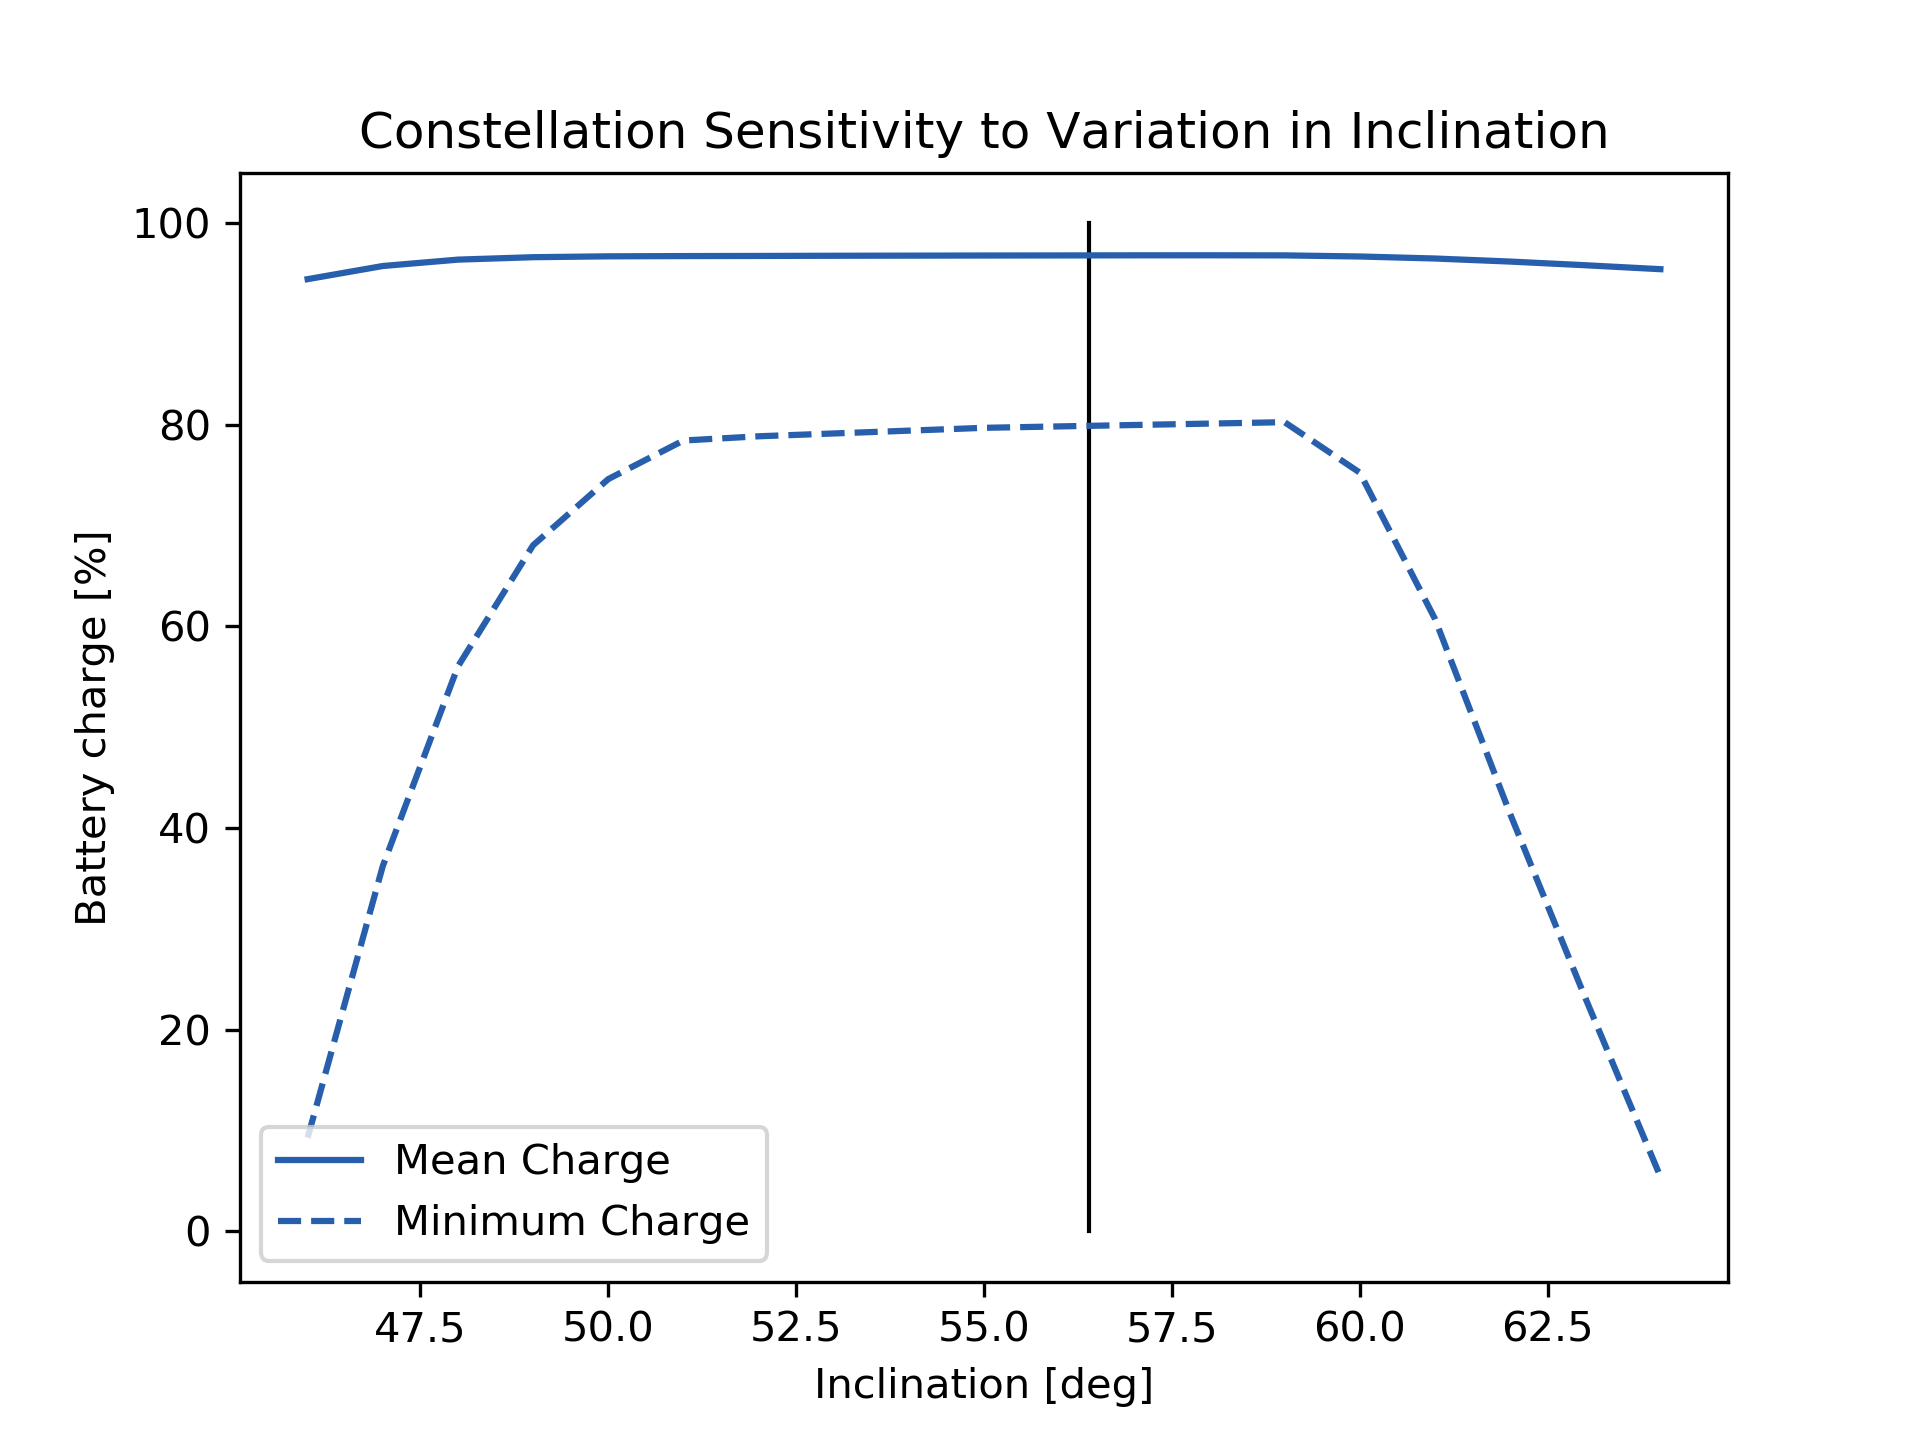 Constellation Sensitivity to Variation in Inclination
100
80
60
40
20
0
Battery charge [%]
Mean Charge
Minimum Charge
47.5 50.0 52.5 55.0 57.5 60.0 62.5
Inclination [deg]